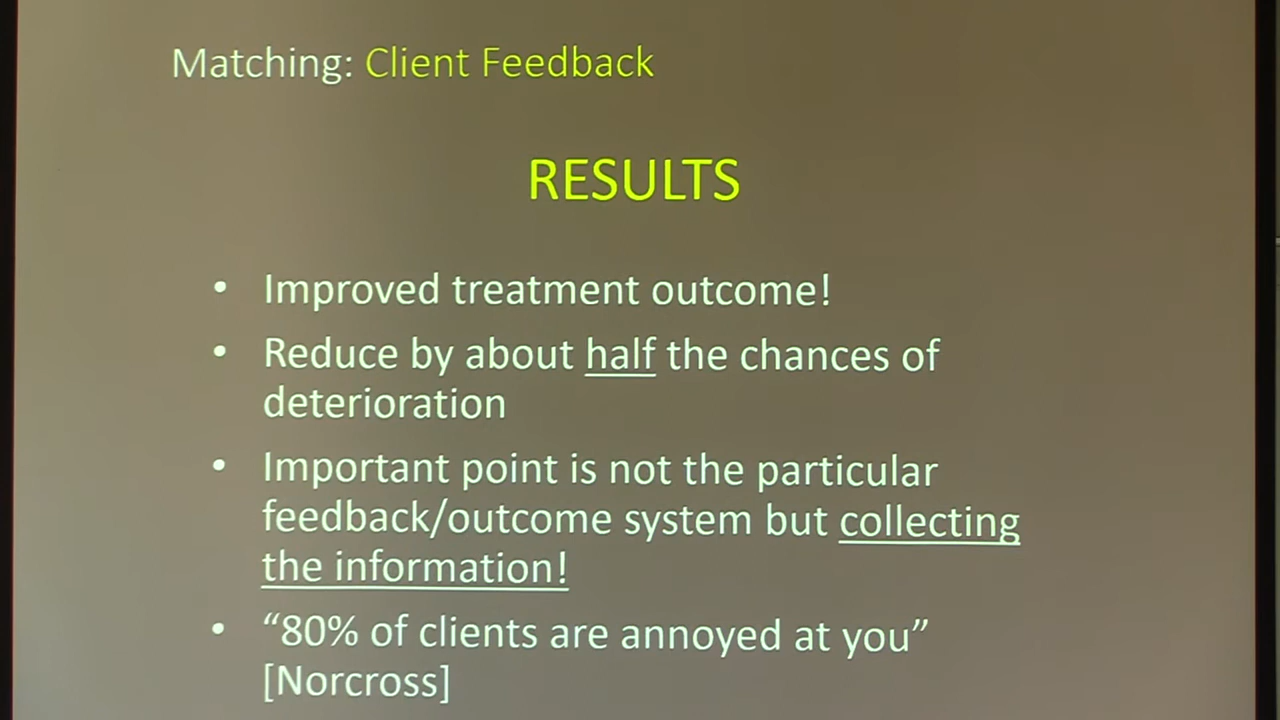 Matching: Client Feedback
RESULTS
• Improved treatment outcome!
• Reduce by about half the chances of
deterioration
• Important point is not the particular
feedback/outcome system but collecting
the information!
• “80% of clients are annoyed at you”
[Norcross]